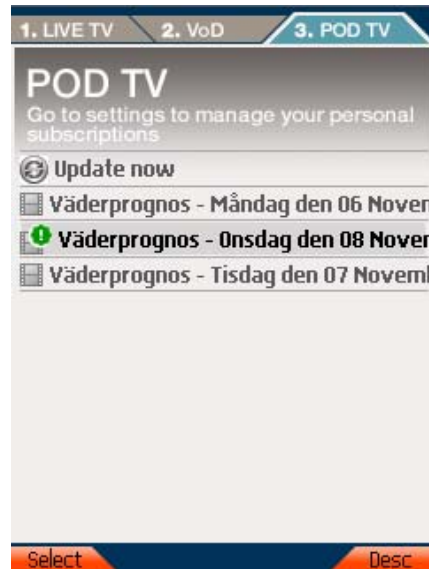 1. LIVE TV 2. VoD 3. POD TV
POD TV
Go to settings to manage your personal
subscriptions
Update now
Väderprognos - Måndag den 06 Nover
Väderprognos - Onsdag den 08 Nover
Väderprognos - Tisdag den 07 Noveml
Select Desc